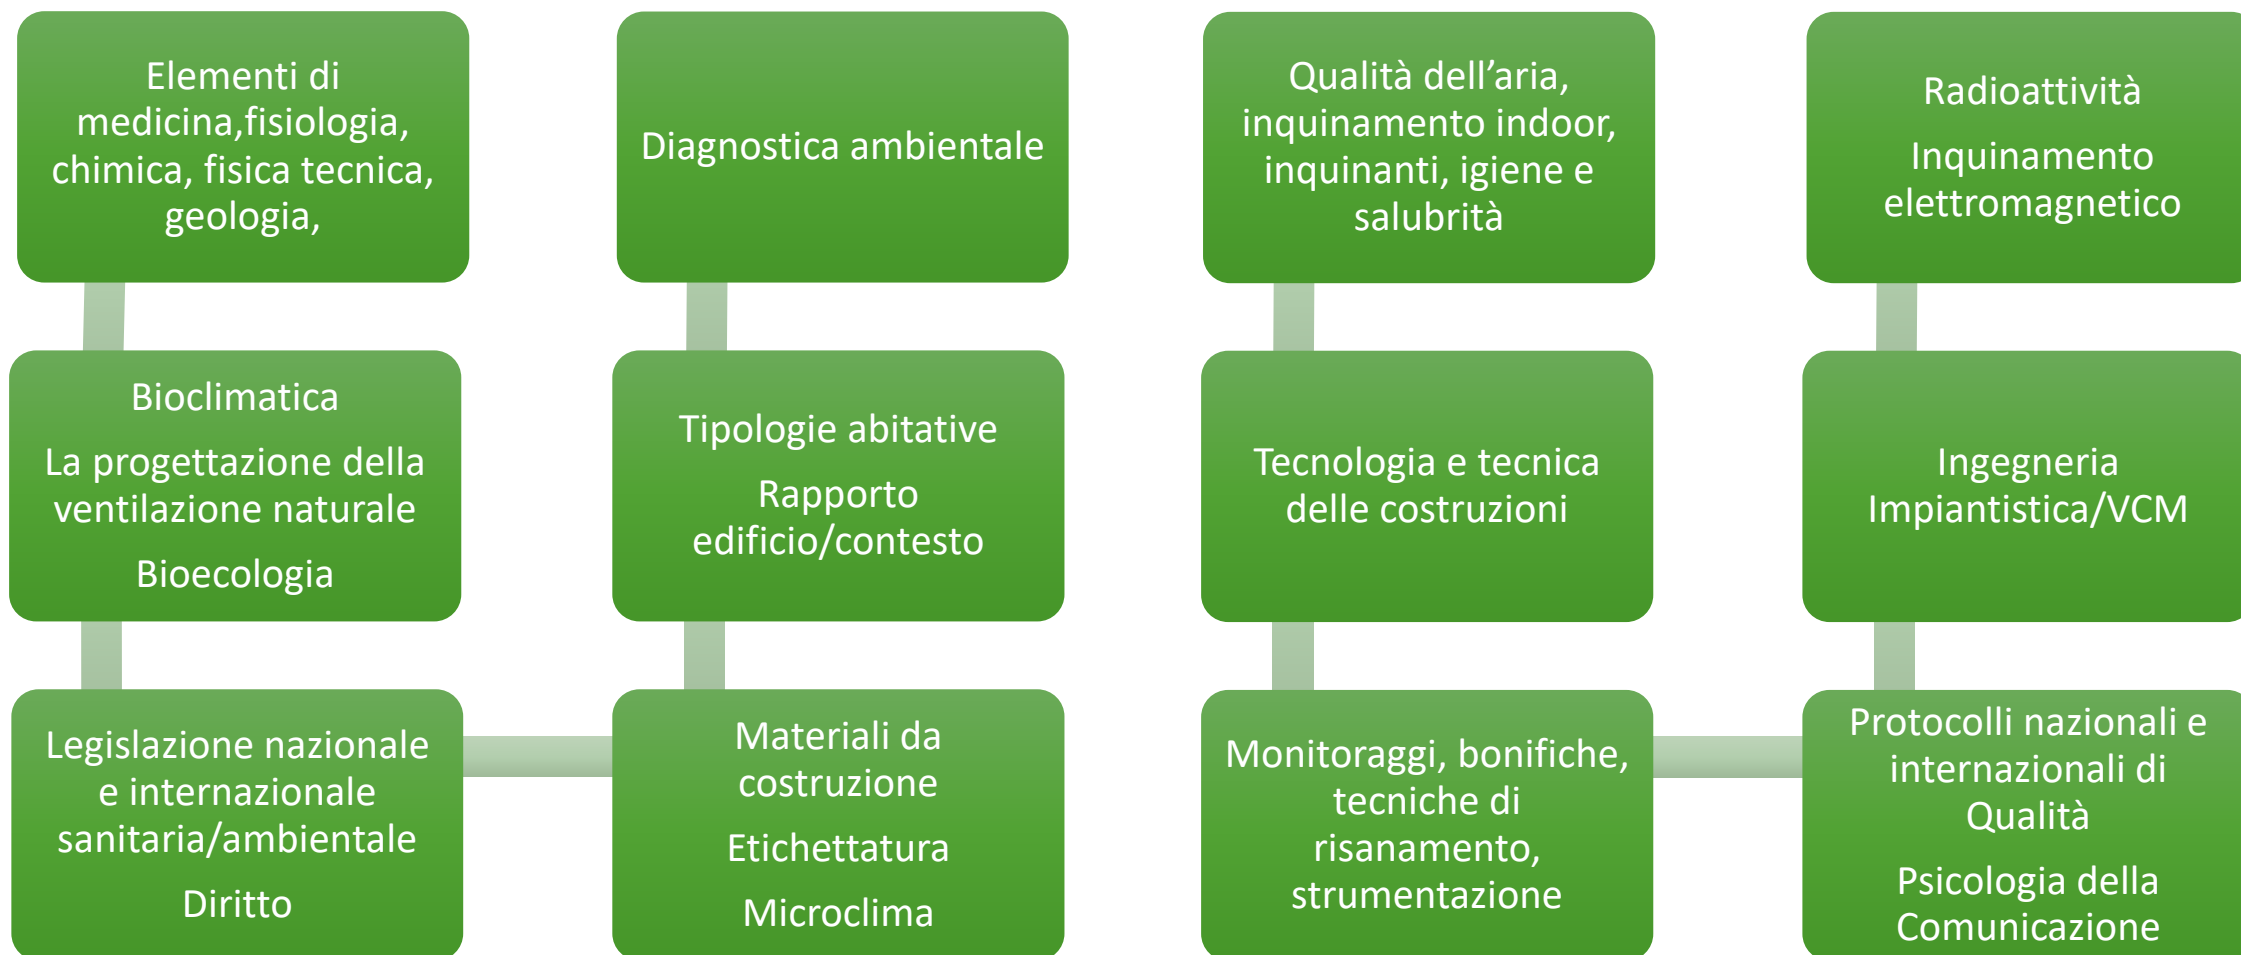 Elementi di
medicina,fisiologia,
chimica, fisica tecnica,
geologia,
Bioclimatica
La progettazione della
ventilazione naturale
Bioecologia
Legislazione nazionale
e internazionale
sanitaria/ambientale
Diritto
Materiali da
costruzione
Etichettatura
Microclima
Tipologie abitative
Rapporto
edificio/contesto
Diagnostica ambientale
Qualità dell’aria,
inquinamento indoor,
inquinanti, igiene e
salubrità
Tecnologia e tecnica
delle costruzioni
Monitoraggi, bonifiche,
tecniche di
risanamento,
strumentazione
Protocolli nazionali e
internazionali di
Qualità
Psicologia della
Comunicazione
Ingegneria
Impiantistica/VCM
Radioattività
Inquinamento
elettromagnetico